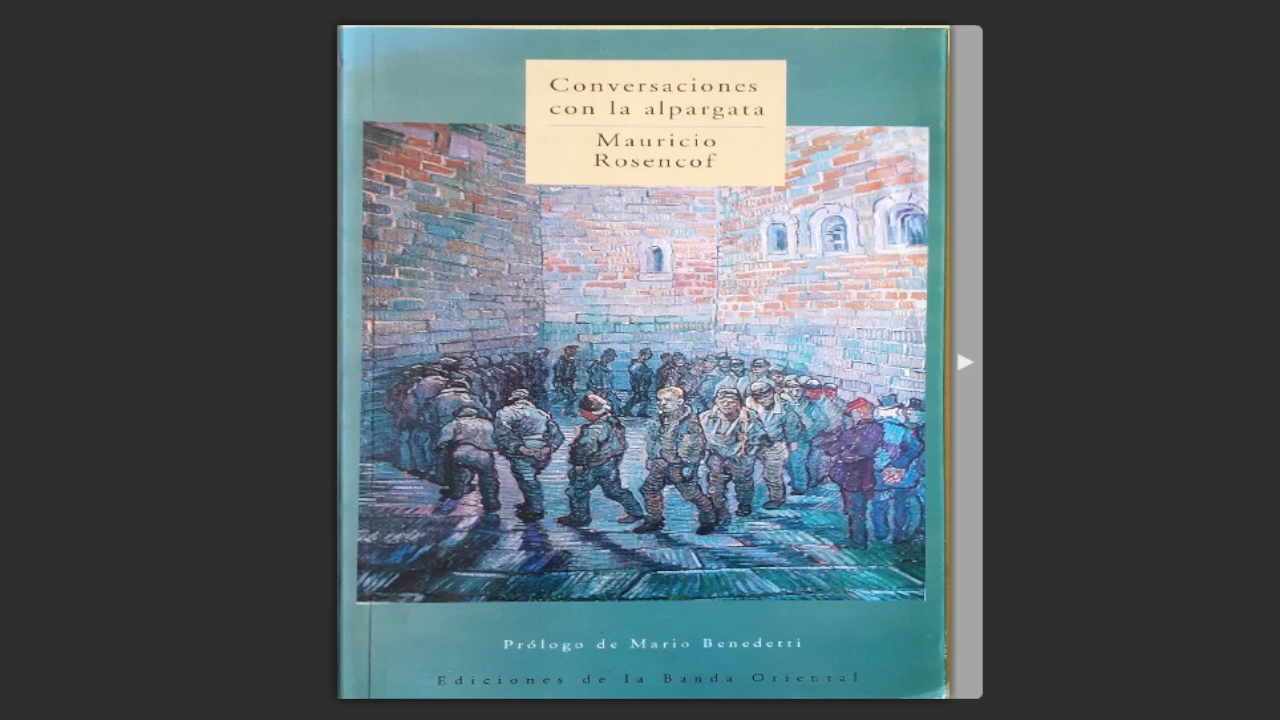 Conversaciones
con la alpargata
Mauricio
Rosencof
Prólogo de Mario Benedetti
Ediciones de la Banda Oriental